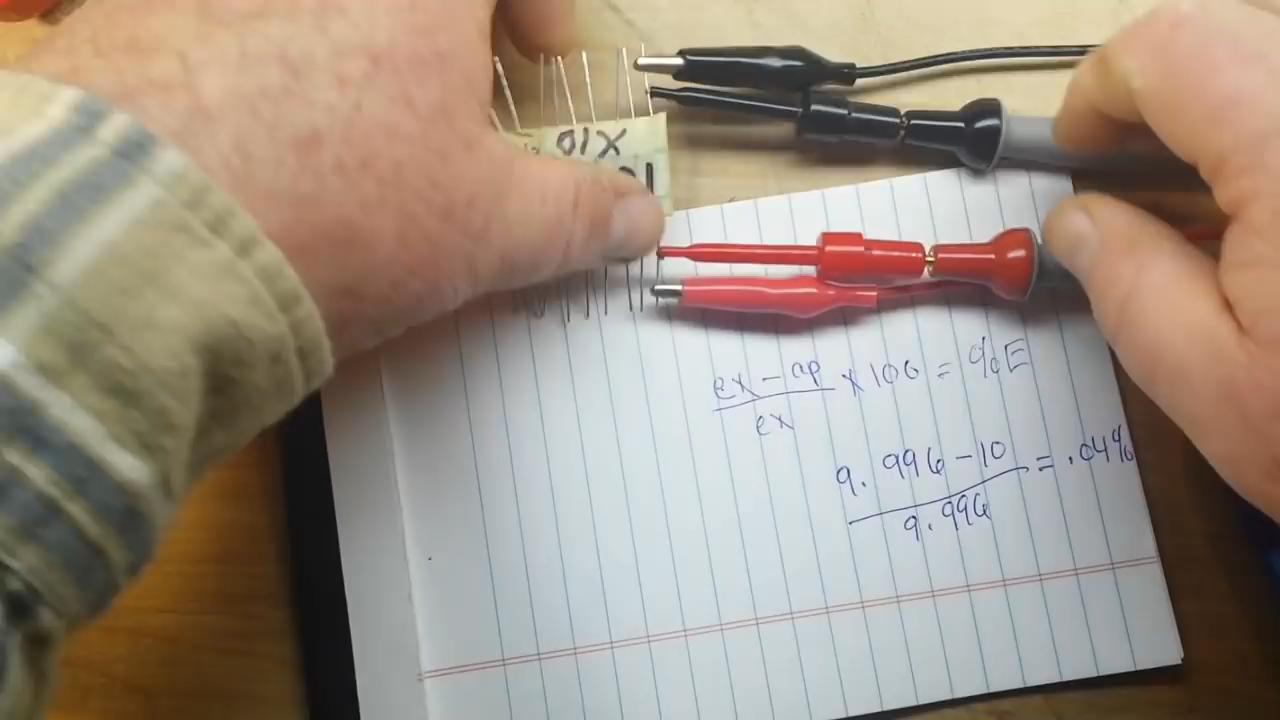 X10
ex - ap
ex
× 100 = %E
9.996 - 10
9.996
= .04%